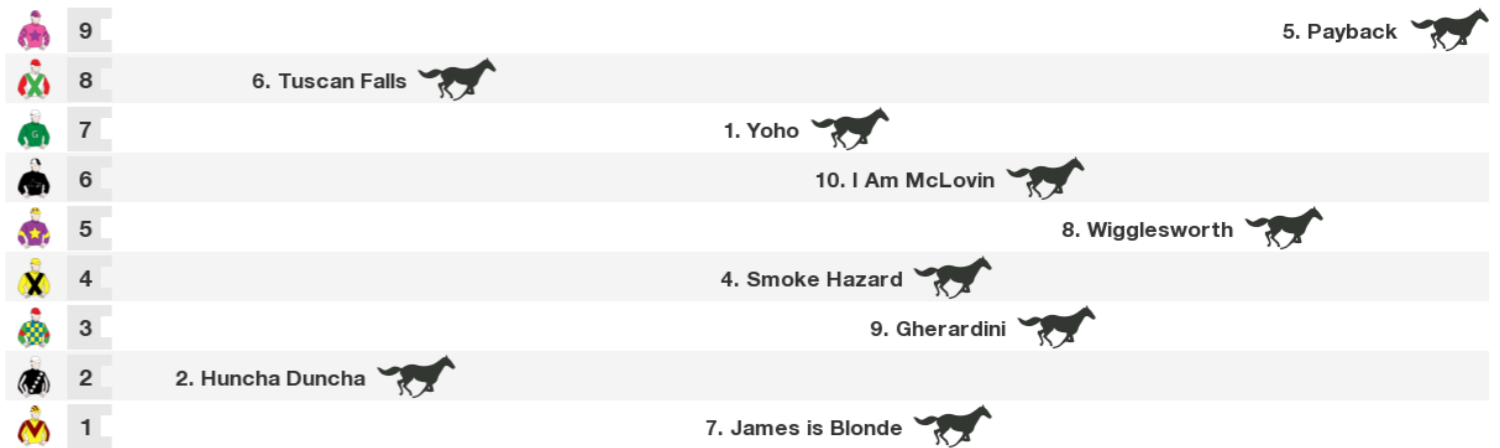 9 5. Payback
8 6. Tuscan Falls
7 1. Yoho
6 10. I Am McLovin
5 8. Wigglesworth
4 4. Smoke Hazard
3 9. Gherardini
2 2. Huncha Duncha
1 7. James is Blonde